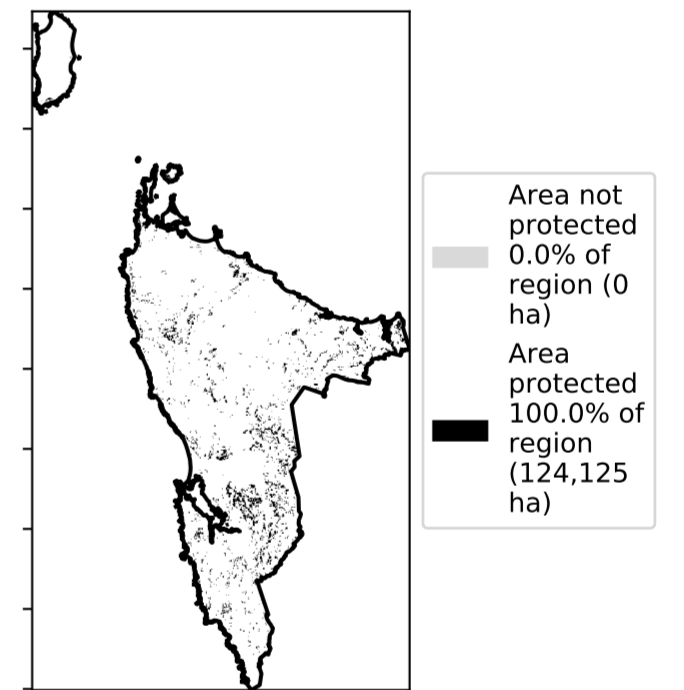 Area not
protected
0.0% of
region (0
ha)
Area
protected
100.0% of
region
(124,125
ha)